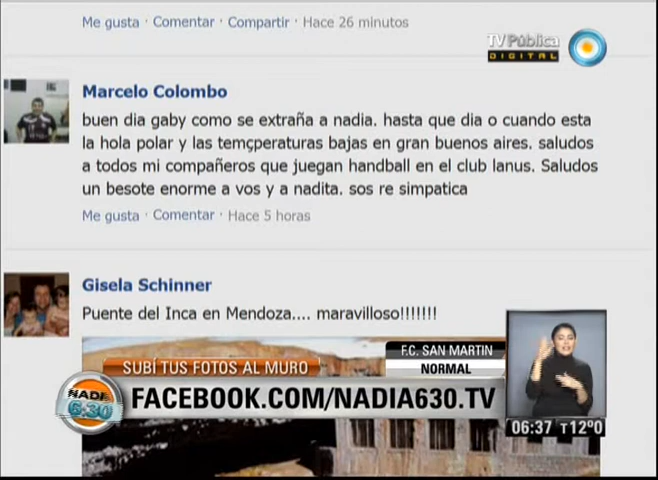 Me gusta · Comentar · Compartir · Hace 26 minutos
TV Pública
DIGITAL
Marcelo Colombo
buen dia gaby como se extraña a nadia. hasta que dia o cuando esta
la hola polar y las temçperaturas bajas en gran buenos aires. saludos
a todos mi compañeros que juegan handball en el club lanus. Saludos
un besote enorme a vos y a nadita. sos re simpatica
Me gusta · Comentar · Hace 5 horas
Gisela Schinner
Puente del Inca en Mendoza.... maravilloso!!!!!!!
F.C. SAN MARTIN
NORMAL
SUBÍ TUS FOTOS AL MURO
NADIA
6:30
FACEBOOK.COM/NADIA630.TV
06:37 T12º0